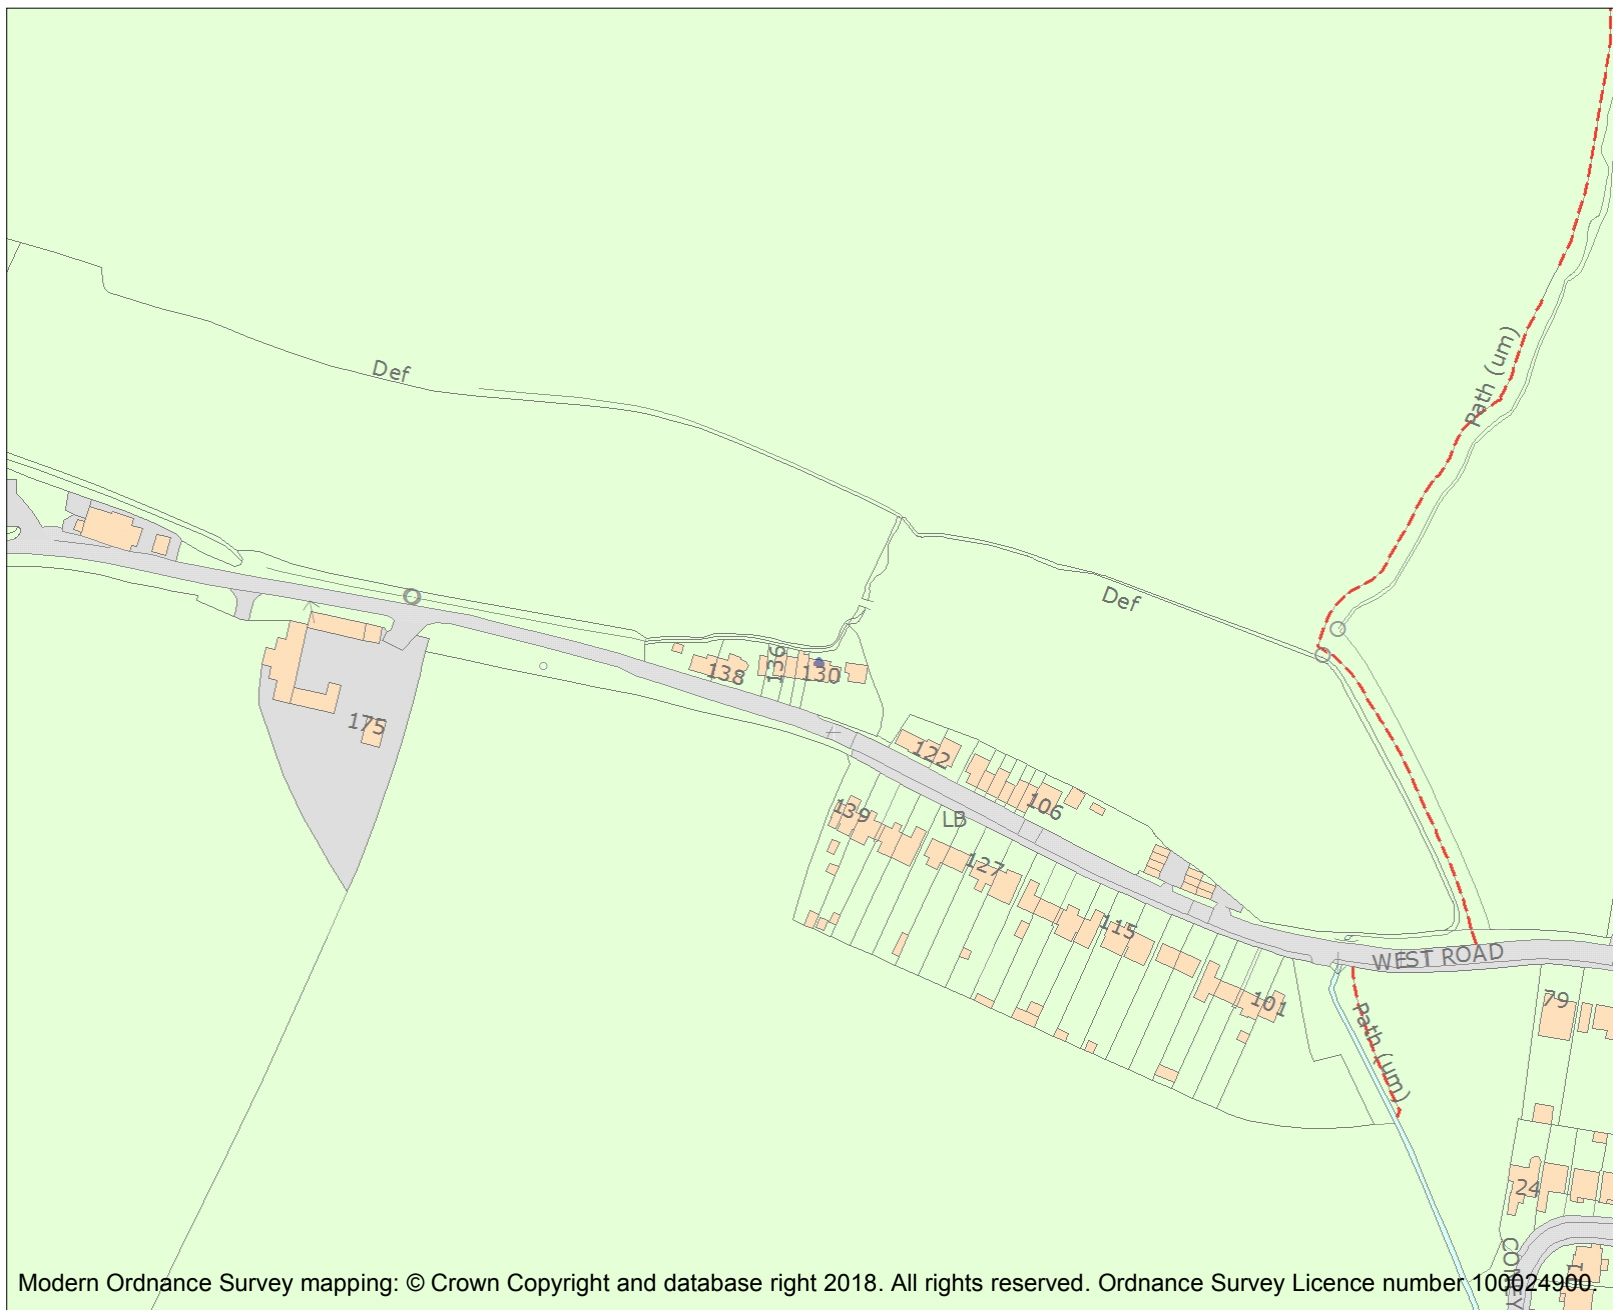 Path (um)
Def
Def
136
138
130
175
122
106
139
LB
127
115
WEST ROAD
101
79
Path (um)
24
Modern Ordnance Survey mapping: © Crown Copyright and database right 2018. All rights reserved. Ordnance Survey Licence number 100024900.